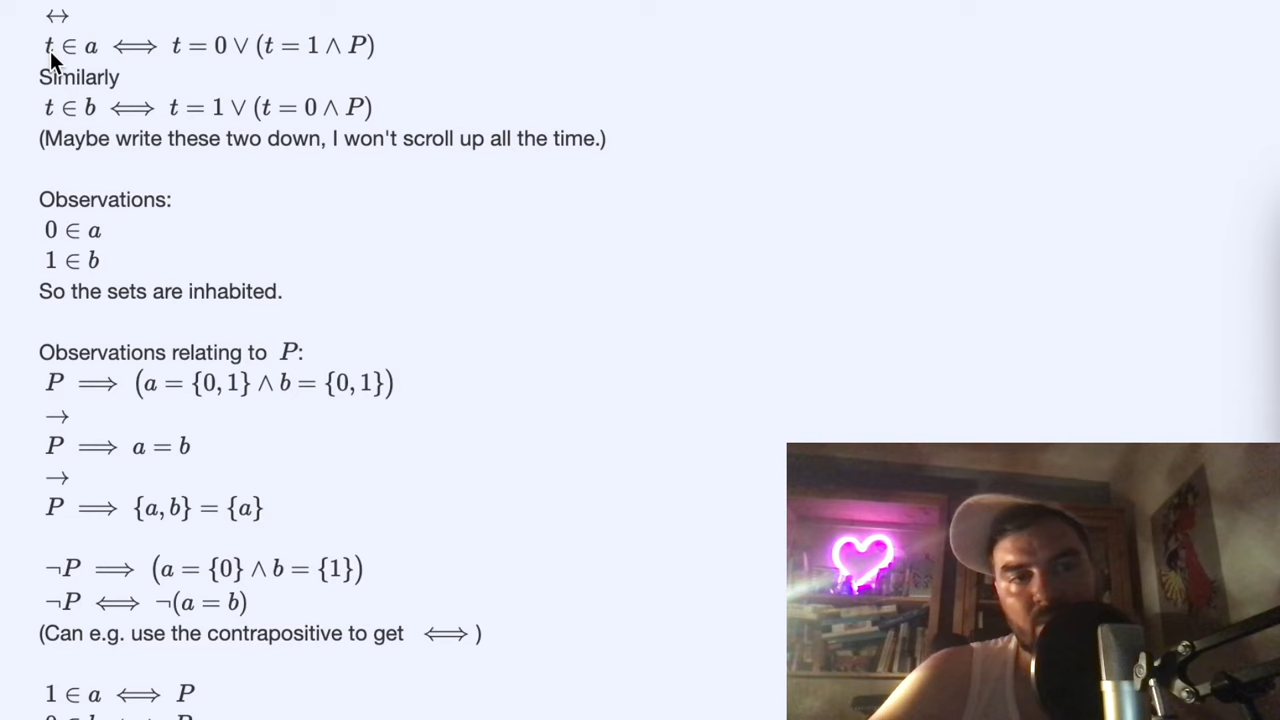 ↔
t ∈ a ⟺ t = 0 ∨ (t = 1 ∧ P)
Similarly
t ∈ b ⟺ t = 1 ∨ (t = 0 ∧ P)
(Maybe write these two down, I won't scroll up all the time.)
Observations:
0 ∈ a
1 ∈ b
So the sets are inhabited.
Observations relating to P:
P ⟹ (a = {0, 1} ∧ b = {0, 1})
→
P ⟹ a = b
→
P ⟹ {a, b} = {a}
¬P ⟹ (a = {0} ∧ b = {1})
¬P ⟺ ¬(a = b)
(Can e.g. use the contrapositive to get ⟺ )
1 ∈ a ⟺ P